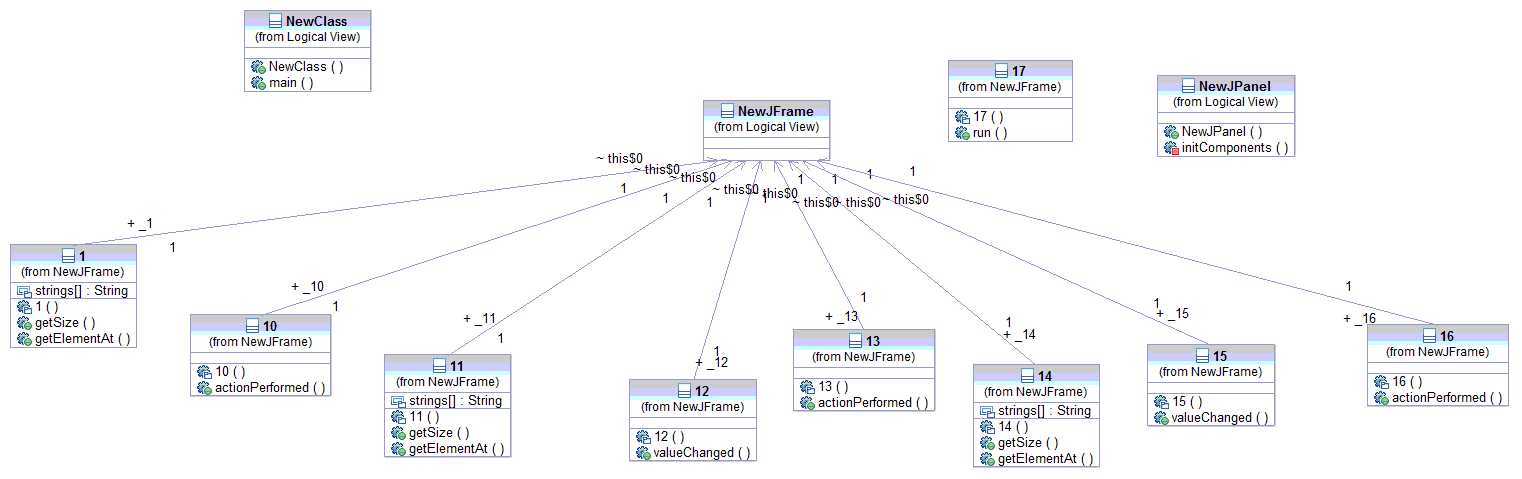 NewClass
(from Logical View)
NewClass ( )
main ( )
17
(from NewJFrame)
17 ( )
run ( )
NewJPanel
(from Logical View)
NewJPanel ( )
initComponents ( )
NewJFrame
(from Logical View)
~ this$0
~ this$0
~ this$0
~ this$0
~ this$0
~ this$0
~ this$0
~ this$0
1
1
1
1
1
1
1
1
+ _1
1
1
(from NewJFrame)
strings[] : String
1 ( )
getSize ( )
getElementAt ( )
+ _10
1
10
(from NewJFrame)
10 ( )
actionPerformed ( )
+ _11
1
11
(from NewJFrame)
strings[] : String
11 ( )
getSize ( )
getElementAt ( )
1
+ _12
12
(from NewJFrame)
12 ( )
valueChanged ( )
1
+ _13
13
(from NewJFrame)
13 ( )
actionPerformed ( )
1
+ _14
14
(from NewJFrame)
strings[] : String
14 ( )
getSize ( )
getElementAt ( )
1
+ _15
15
(from NewJFrame)
15 ( )
valueChanged ( )
1
+ _16
16
(from NewJFrame)
16 ( )
actionPerformed ( )